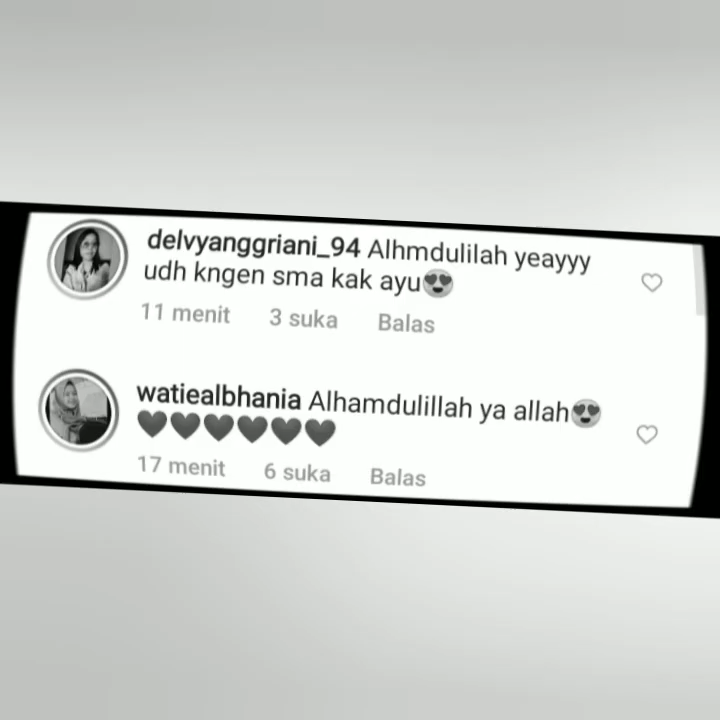 delvyanggriani_94 Alhmdulilah yeayyy
udh kngen sma kak ayu😍
11 menit 3 suka Balas
watiealbhania Alhamdulillah ya allah😍
🖤🖤🖤🖤🖤🖤
17 menit 6 suka Balas